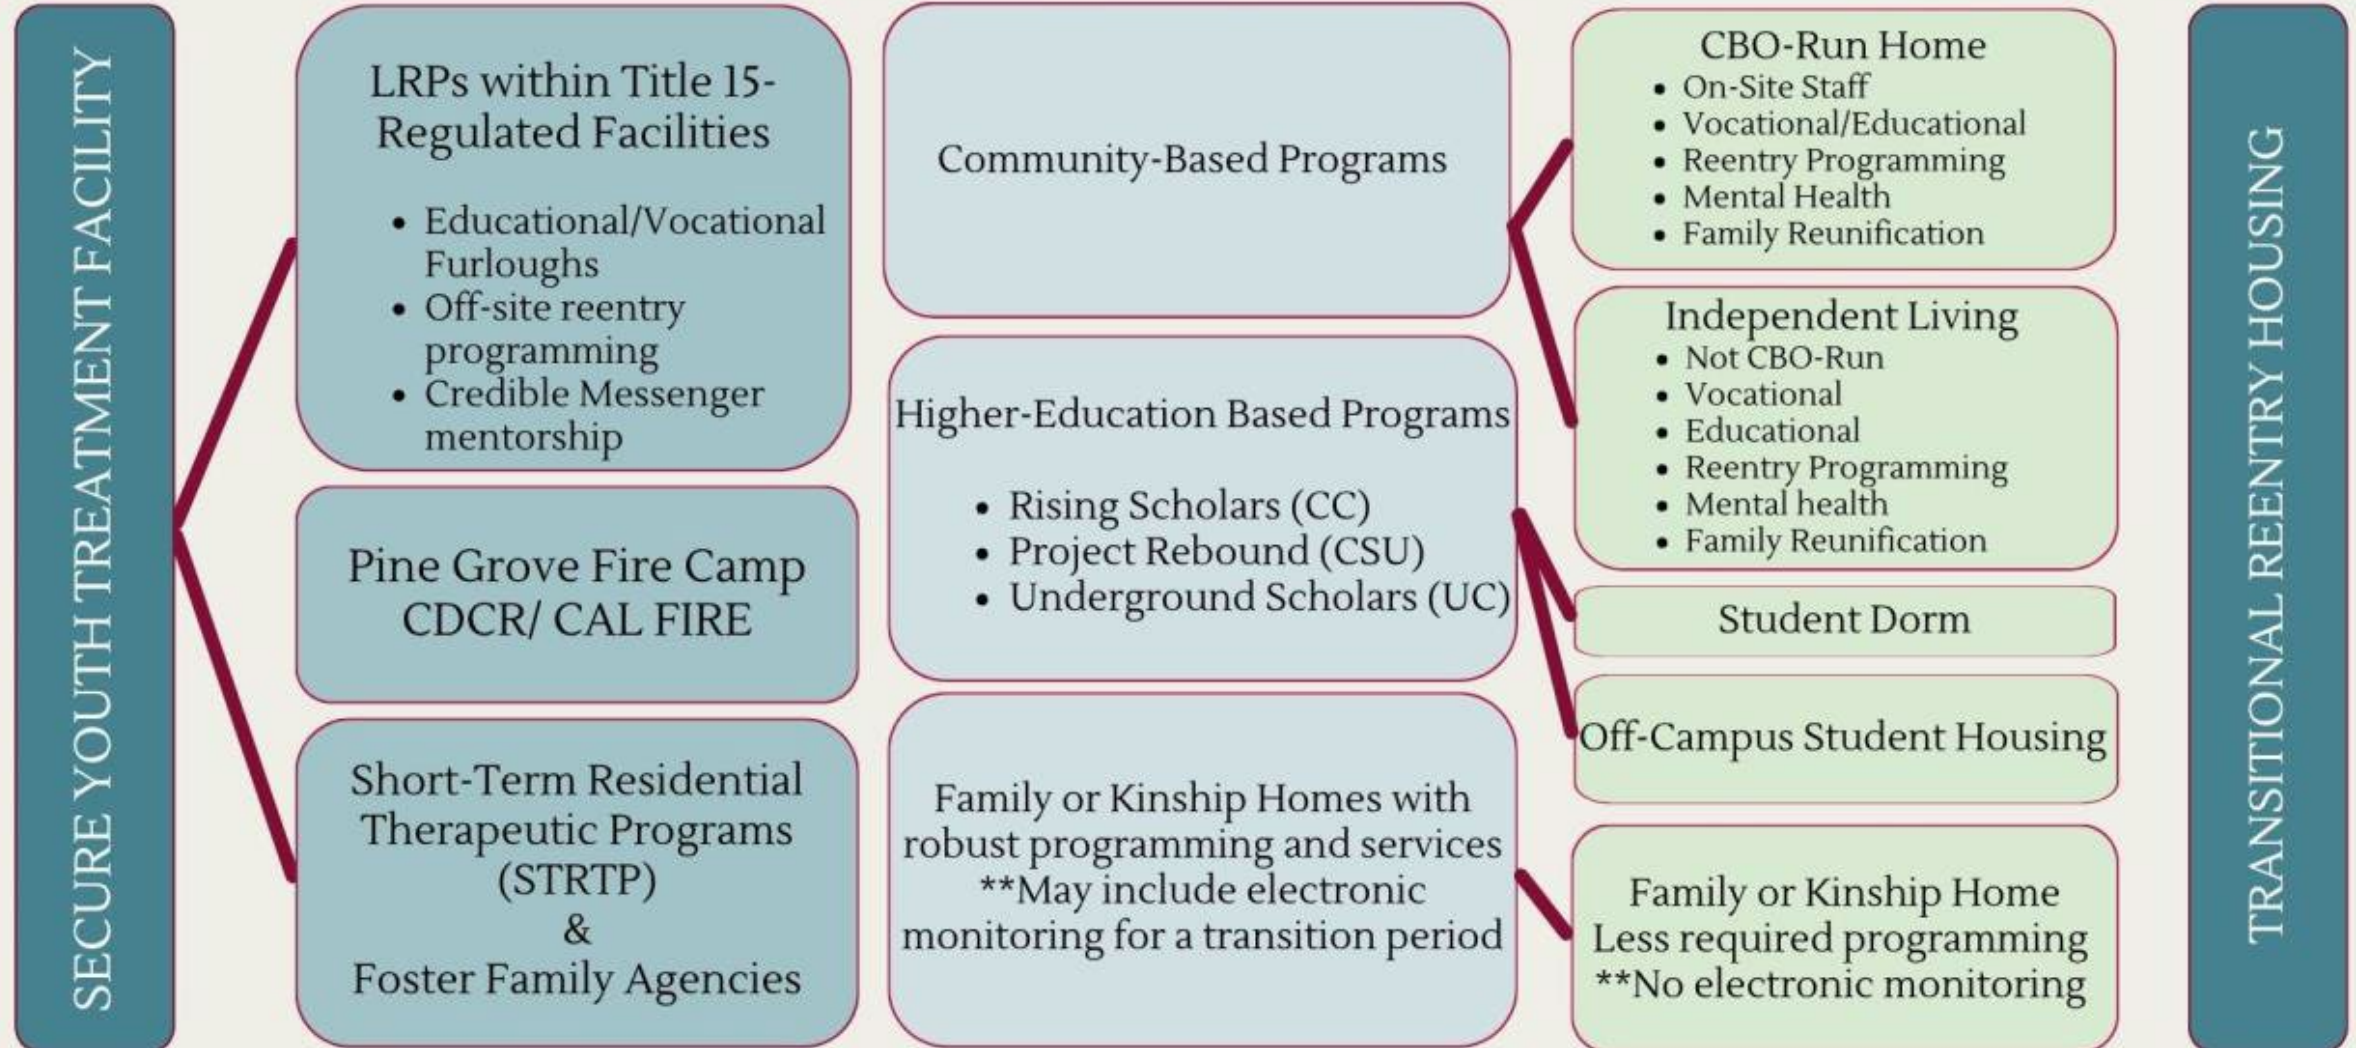 SECURE YOUTH TREATMENT FACILITY
LRPs within Title 15-
Regulated Facilities
• Educational/Vocational
Furloughs
• Off-site reentry
programming
• Credible Messenger
mentorship
Pine Grove Fire Camp
CDCR/ CAL FIRE
Short-Term Residential
Therapeutic Programs
(STRTP)
&
Foster Family Agencies
Community-Based Programs
Higher-Education Based Programs
• Rising Scholars (CC)
• Project Rebound (CSU)
• Underground Scholars (UC)
Family or Kinship Homes with
robust programming and services
**May include electronic
monitoring for a transition period
CBO-Run Home
• On-Site Staff
• Vocational/Educational
• Reentry Programming
• Mental Health
• Family Reunification
Independent Living
• Not CBO-Run
• Vocational
• Educational
• Reentry Programming
• Mental health
• Family Reunification
Student Dorm
Off-Campus Student Housing
Family or Kinship Home
Less required programming
**No electronic monitoring
TRANSITIONAL REENTRY HOUSING